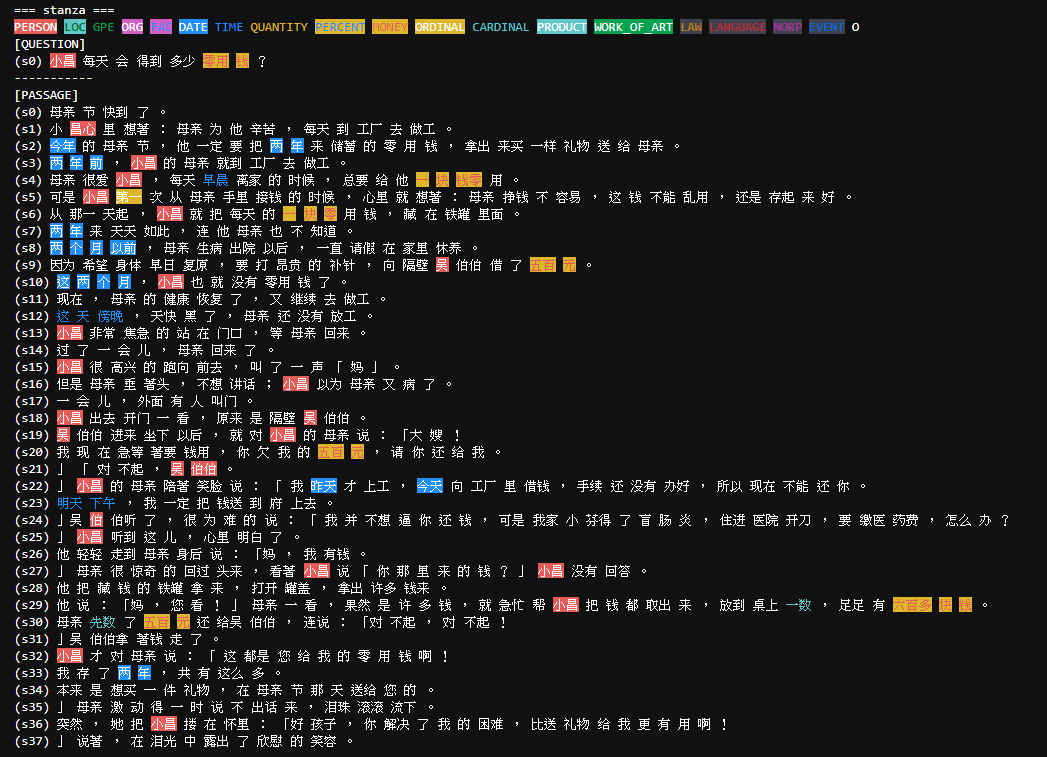 === stanza ===
PERSON LOC GPE ORG FAC DATE TIME QUANTITY PERCENT MONEY ORDINAL CARDINAL PRODUCT WORK_OF_ART LAW LANGUAGE NORP EVENT O
[QUESTION]
(s0) 小昌 每天 会 得到 多少 零用 钱 ？
-----------
[PASSAGE]
(s0) 母亲 节 快到 了 。
(s1) 小 昌心 里 想著 ： 母亲 为 他 辛苦 ， 每天 到 工厂 去 做工 。
(s2) 今年 的 母亲 节 ， 他 一定 要 把 两 年 来 储蓄 的 零 用 钱 ， 拿出 来买 一样 礼物 送 给 母亲 。
(s3) 两 年 前 ， 小昌 的 母亲 就到 工厂 去 做工 。
(s4) 母亲 很爱 小昌 ， 每天 早晨 离家 的 时候 ， 总要 给 他 一 块 钱零 用 。
(s5) 可是 小昌 第一 次 从 母亲 手里 接钱 的 时候 ， 心里 就 想著 ： 母亲 挣钱 不 容易 ， 这 钱 不能 乱用 ， 还是 存起 来 好 。
(s6) 从 那一 天起 ， 小昌 就 把 每天 的 一 块 零 用 钱 ， 藏 在 铁罐 里面 。
(s7) 两 年 来 天天 如此 ， 连 他 母亲 也 不 知道 。
(s8) 两 个 月 以前 ， 母亲 生病 出院 以后 ， 一直 请假 在 家里 休养 。
(s9) 因为 希望 身体 早日 复原 ， 要 打 昂贵 的 补针 ， 向 隔壁 吴 伯伯 借 了 五百 元 。
(s10) 这 两 个 月 ， 小昌 也 就 没有 零用 钱 了 。
(s11) 现在 ， 母亲 的 健康 恢复 了 ， 又 继续 去 做工 。
(s12) 这 天 傍晚 ， 天快 黑 了 ， 母亲 还 没有 放工 。
(s13) 小昌 非常 焦急 的 站 在 门口 ， 等 母亲 回来 。
(s14) 过 了 一 会 儿 ， 母亲 回来 了 。
(s15) 小昌 很 高兴 的 跑向 前去 ， 叫 了 一 声 「 妈 」 。
(s16) 但是 母亲 垂 著头 ， 不想 讲话 ； 小昌 以为 母亲 又 病 了 。
(s17) 一 会 儿 ， 外面 有 人 叫门 。
(s18) 小昌 出去 开门 一 看 ， 原来 是 隔壁 吴 伯伯 。
(s19) 吴 伯伯 进来 坐下 以后 ， 就 对 小昌 的 母亲 说 ： 「大 嫂 ！
(s20) 我 现 在 急等 著要 钱用 ， 你 欠 我 的 五百 元 ， 请 你 还 给 我 。
(s21) 」 「 对 不起 ， 吴 伯伯 。
(s22) 」 小昌 的 母亲 陪著 笑脸 说 ： 「 我 昨天 才 上工 ， 今天 向 工厂 里 借钱 ， 手续 还 没有 办好 ， 所以 现在 不能 还 你 。
(s23) 明天 下午 ， 我 一定 把 钱送 到 府 上去 。
(s24) 」吴 伯 伯听 了 ， 很 为 难的 说 ： 「 我 并 不想 逼 你 还 钱 ， 可是 我家 小 芬得 了 盲 肠 炎 ， 住进 医院 开刀 ， 要 缴医 药费 ， 怎么 办 ？
(s25) 」 小昌 听到 这 儿 ， 心里 明白 了 。
(s26) 他 轻轻 走到 母亲 身后 说 ： 「妈 ， 我 有钱 。
(s27) 」 母亲 很 惊奇 的 回过 头来 ， 看著 小昌 说 「 你 那 里 来 的 钱 ？ 」 小昌 没有 回答 。
(s28) 他 把 藏 钱 的 铁罐 拿 来 ， 打开 罐盖 ， 拿出 许多 钱来 。
(s29) 他 说 ： 「妈 ， 您 看 ！ 」 母亲 一 看 ， 果然 是 许 多 钱 ， 就 急忙 帮 小昌 把 钱 都 取出 来 ， 放到 桌上 一数 ， 足足 有 六百多 块 钱 。
(s30) 母亲 先数 了 五百 元 还 给吴 伯伯 ， 连说 ： 「对 不起 ， 对 不起 ！
(s31) 」吴 伯伯拿 著钱 走 了 。
(s32) 小昌 才 对 母亲 说 ： 「 这 都是 您 给 我 的 零 用 钱 啊 ！
(s33) 我 存 了 两 年 ， 共 有 这么 多 。
(s34) 本来 是 想买 一 件 礼物 ， 在 母亲 节 那 天 送给 您 的 。
(s35) 」 母亲 激 动 得 一 时 说 不 出话 来 ， 泪珠 滚滚 流下 。
(s36) 突然 ， 她 把 小昌 搂 在 怀里 ： 「好 孩子 ， 你 解决 了 我 的 困难 ， 比送 礼物 给 我 更 有 用 啊 ！
(s37) 」 说著 ， 在 泪光 中 露出 了 欣慰 的 笑容 。